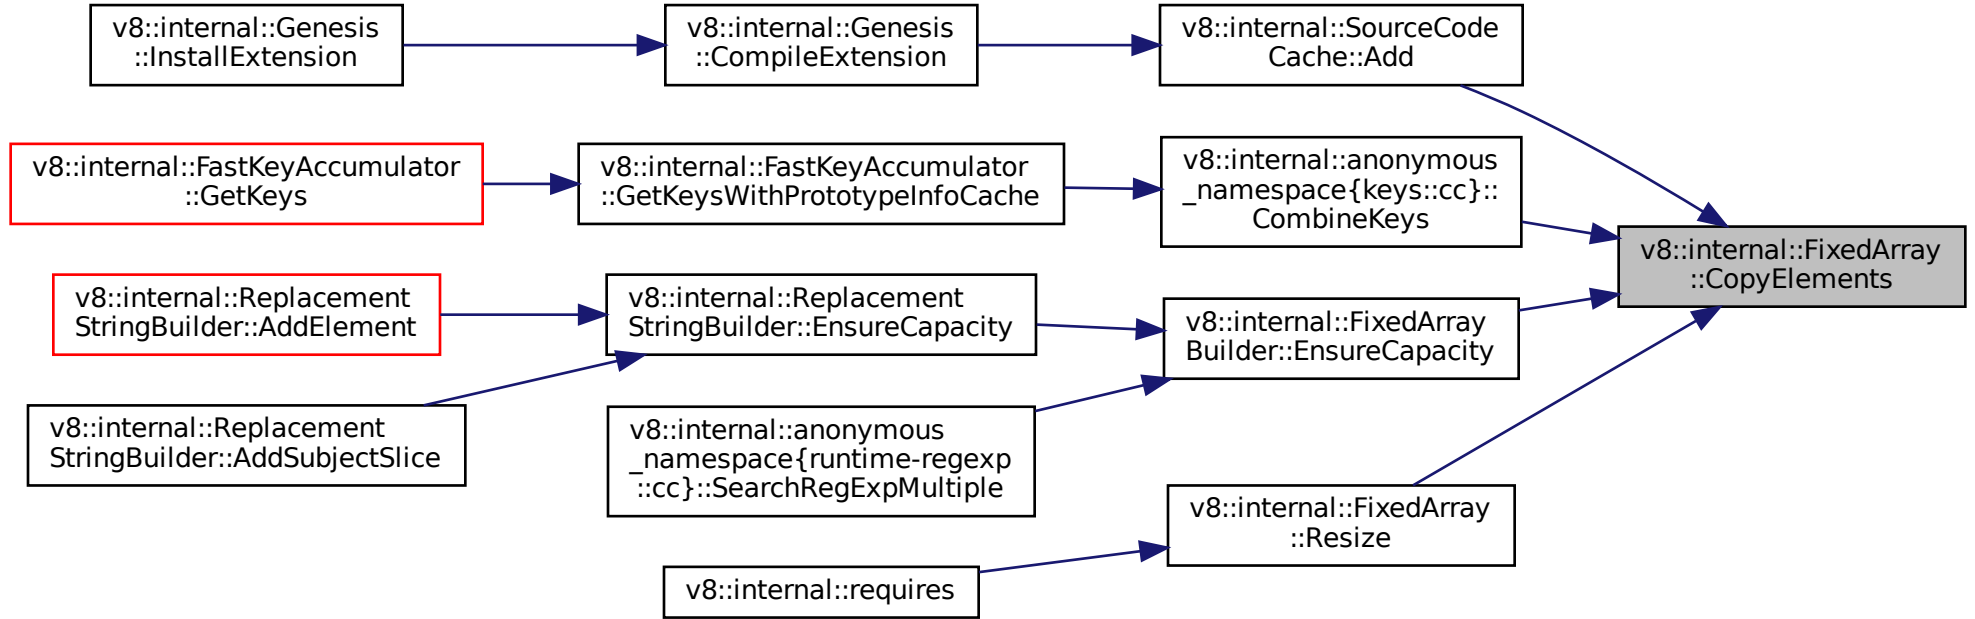 v8::internal::Genesis
::InstallExtension
v8::internal::Genesis
::CompileExtension
v8::internal::SourceCode
Cache::Add
v8::internal::FastKeyAccumulator
::GetKeys
v8::internal::FastKeyAccumulator
::GetKeysWithPrototypeInfoCache
v8::internal::anonymous
_namespace{keys::cc}::
CombineKeys
v8::internal::FixedArray
::CopyElements
v8::internal::Replacement
StringBuilder::AddElement
v8::internal::Replacement
StringBuilder::EnsureCapacity
v8::internal::FixedArray
Builder::EnsureCapacity
v8::internal::Replacement
StringBuilder::AddSubjectSlice
v8::internal::anonymous
_namespace{runtime-regexp
::cc}::SearchRegExpMultiple
v8::internal::FixedArray
::Resize
v8::internal::requires